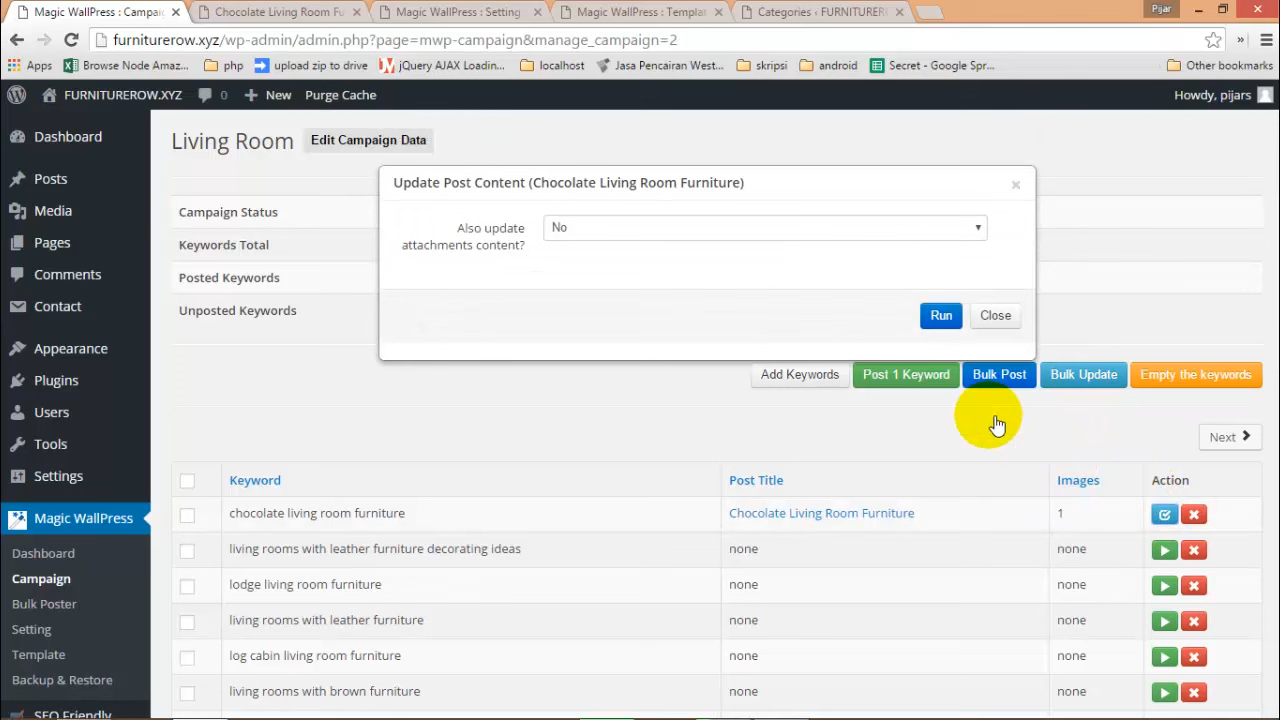 Magic WallPress : Campai
Chocolate Living Room Fu
Magic WallPress : Setting
Magic WallPress : Templat
Categories ‹ FURNITURERO
Pijar
furniturerow.xyz/wp-admin/admin.php?page=mwp-campaign&manage_campaign=2
Apps
Browse Node Amaz...
php
upload zip to drive
jQuery AJAX Loadin...
localhost
Jasa Pencairan West...
skripsi
android
Secret - Google Spr...
Other bookmarks
FURNITUREROW.XYZ
0
New
Purge Cache
Howdy, pijars
Dashboard
Posts
Media
Pages
Comments
Contact
Appearance
Plugins
Users
Tools
Settings
Magic WallPress
Dashboard
Campaign
Bulk Poster
Setting
Template
Backup & Restore
SEO Friendly
Living Room
Edit Campaign Data
Campaign Status
Keywords Total
Posted Keywords
Unposted Keywords
Update Post Content (Chocolate Living Room Furniture)
×
Also update
attachments content?
No
Run
Close
Add Keywords
Post 1 Keyword
Bulk Post
Bulk Update
Empty the keywords
Next
Keyword Post Title Images Action
chocolate living room furniture Chocolate Living Room Furniture 1
living rooms with leather furniture decorating ideas none none
lodge living room furniture none none
living rooms with leather furniture none none
log cabin living room furniture none none
living rooms with brown furniture none none